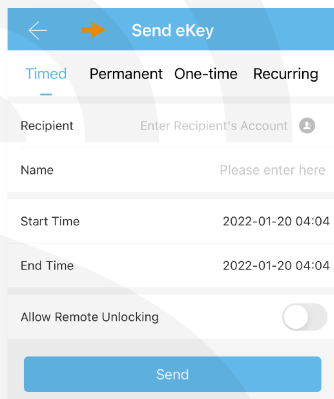 Send eKey
Timed Permanent One-time Recurring
Recipient Enter Recipient's Account
Name Please enter here
Start Time 2022-01-20 04:04
End Time 2022-01-20 04:04
Allow Remote Unlocking
Send